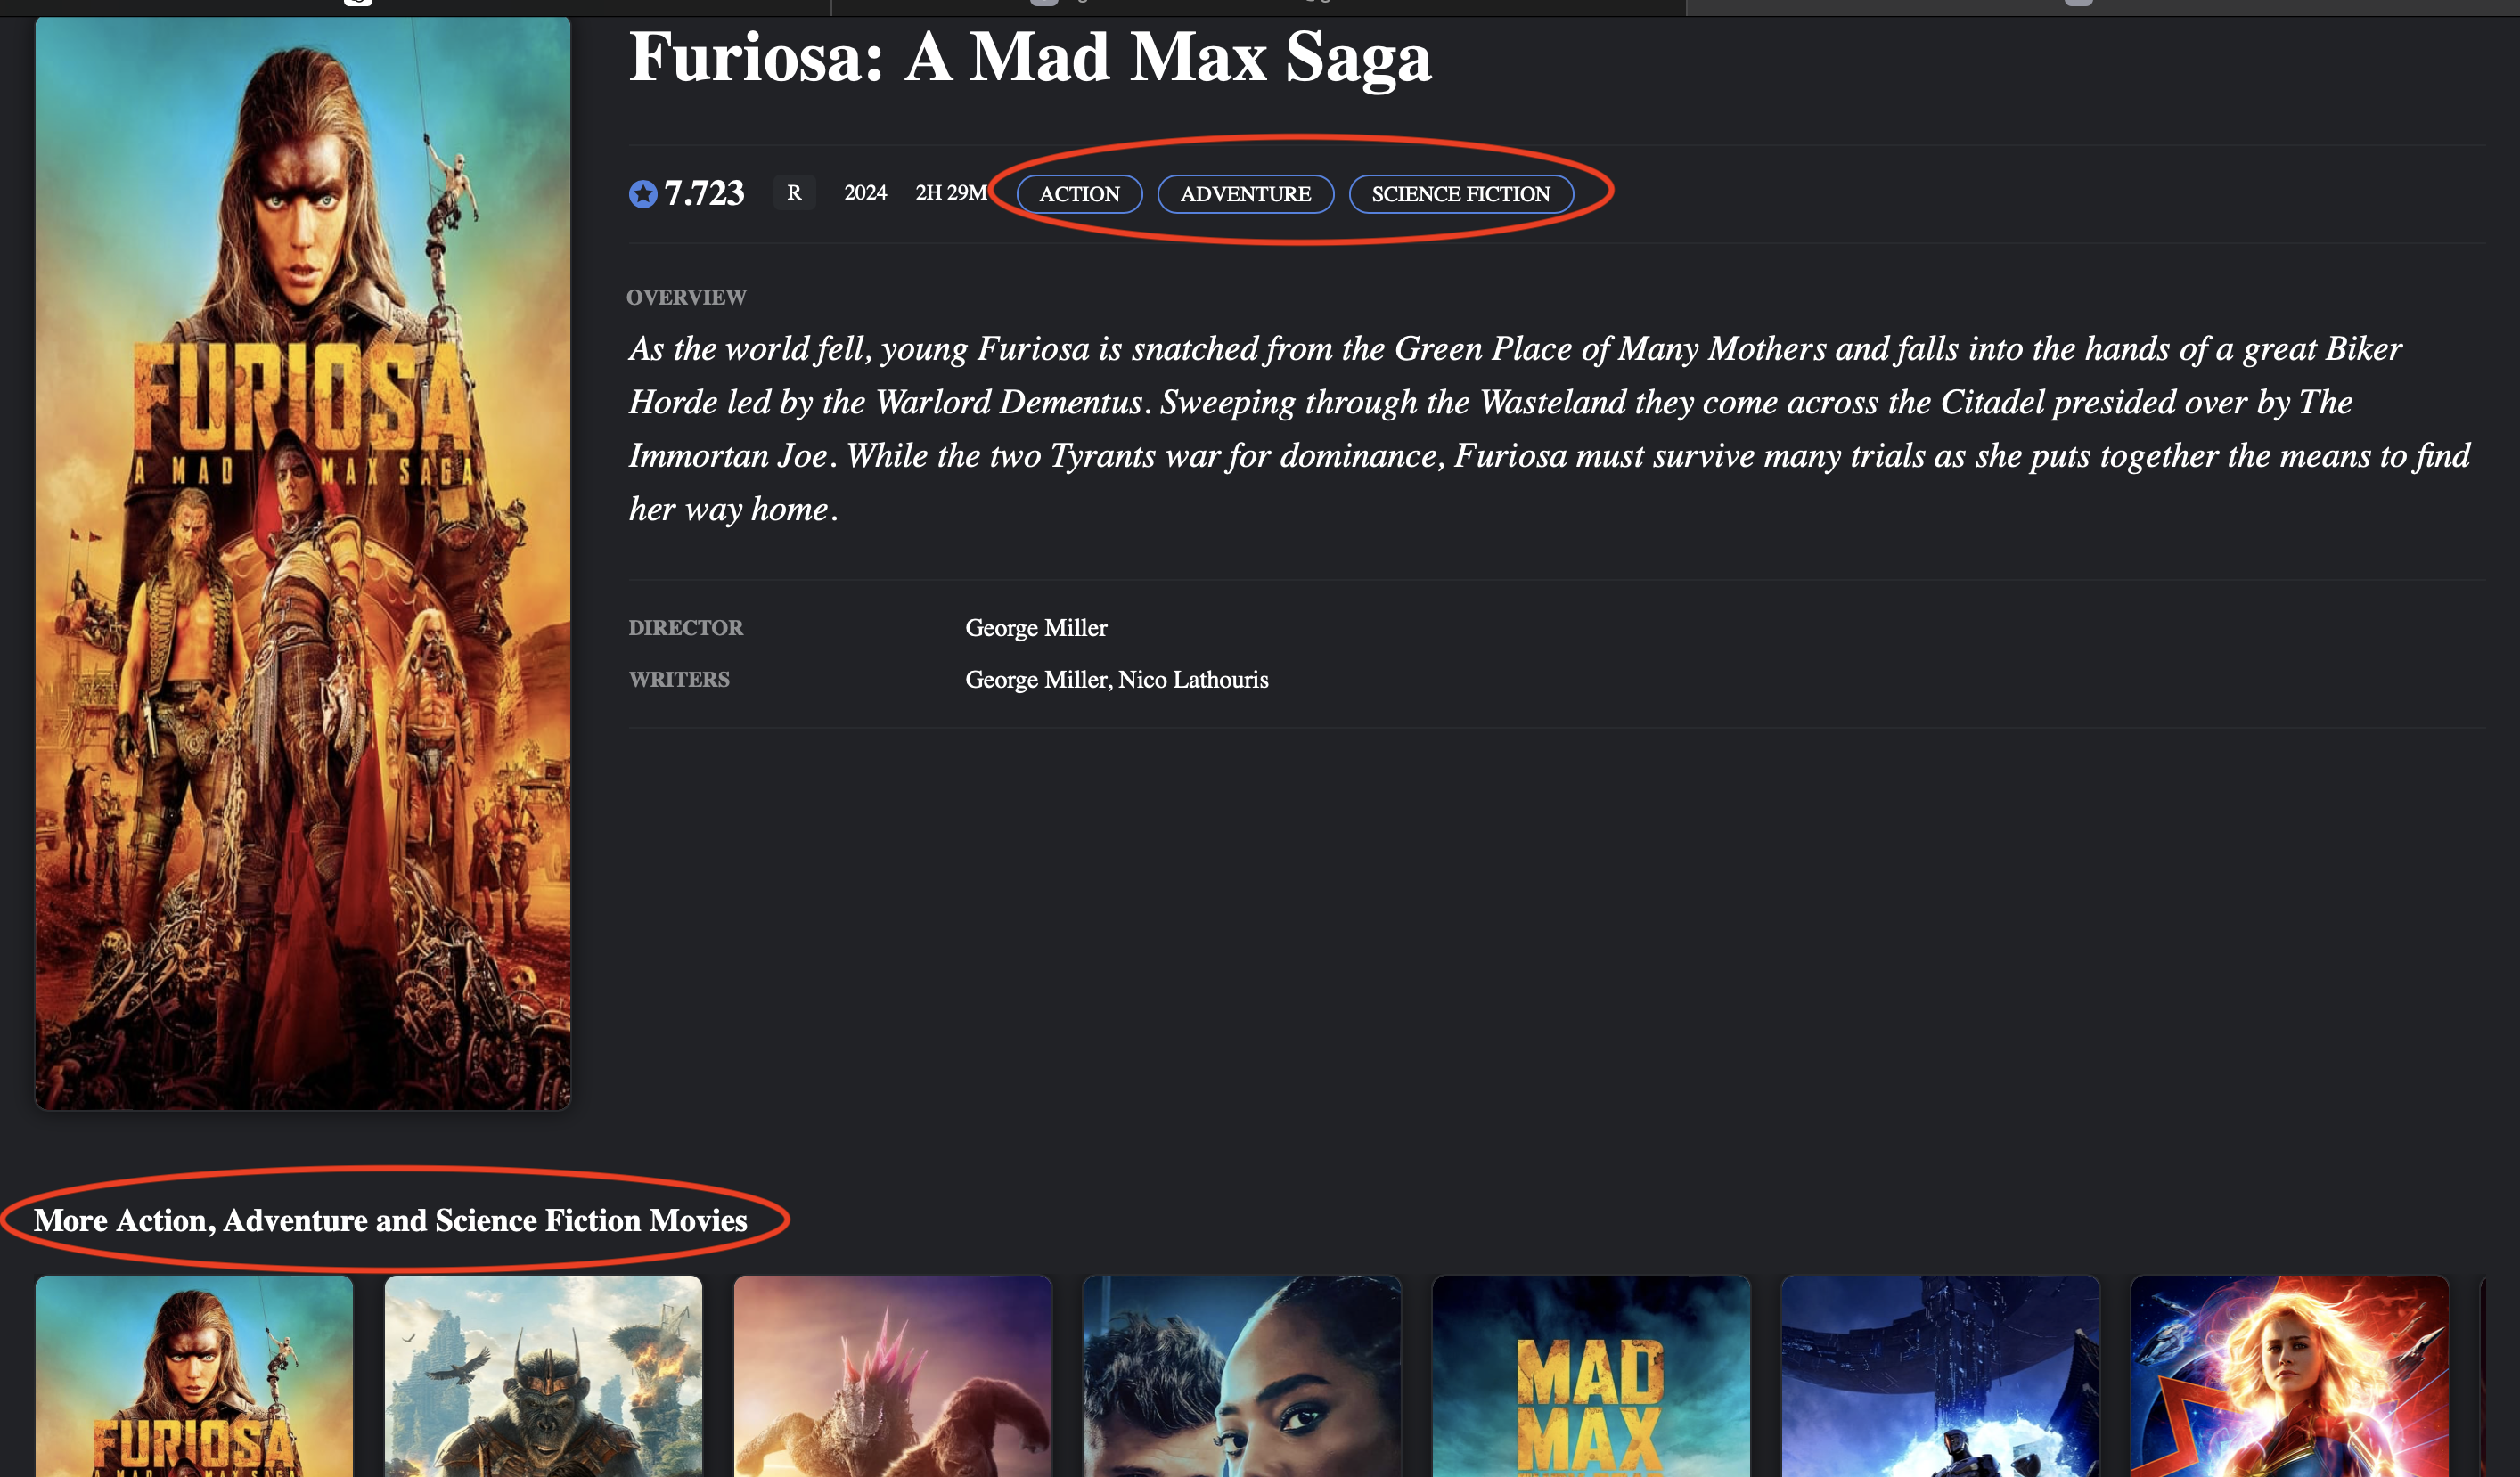 Furiosa: A Mad Max Saga
7.723 R 2024 2H 29M ACTION ADVENTURE SCIENCE FICTION
OVERVIEW
As the world fell, young Furiosa is snatched from the Green Place of Many Mothers and falls into the hands of a great Biker
Horde led by the Warlord Dementus. Sweeping through the Wasteland they come across the Citadel presided over by The
Immortan Joe. While the two Tyrants war for dominance, Furiosa must survive many trials as she puts together the means to find
her way home.
DIRECTOR George Miller
WRITERS George Miller, Nico Lathouris
FURIOSA
A MAD MAX SAGA
More Action, Adventure and Science Fiction Movies
FURIOSA
A MAD MAX SAGA
MAD
MAX